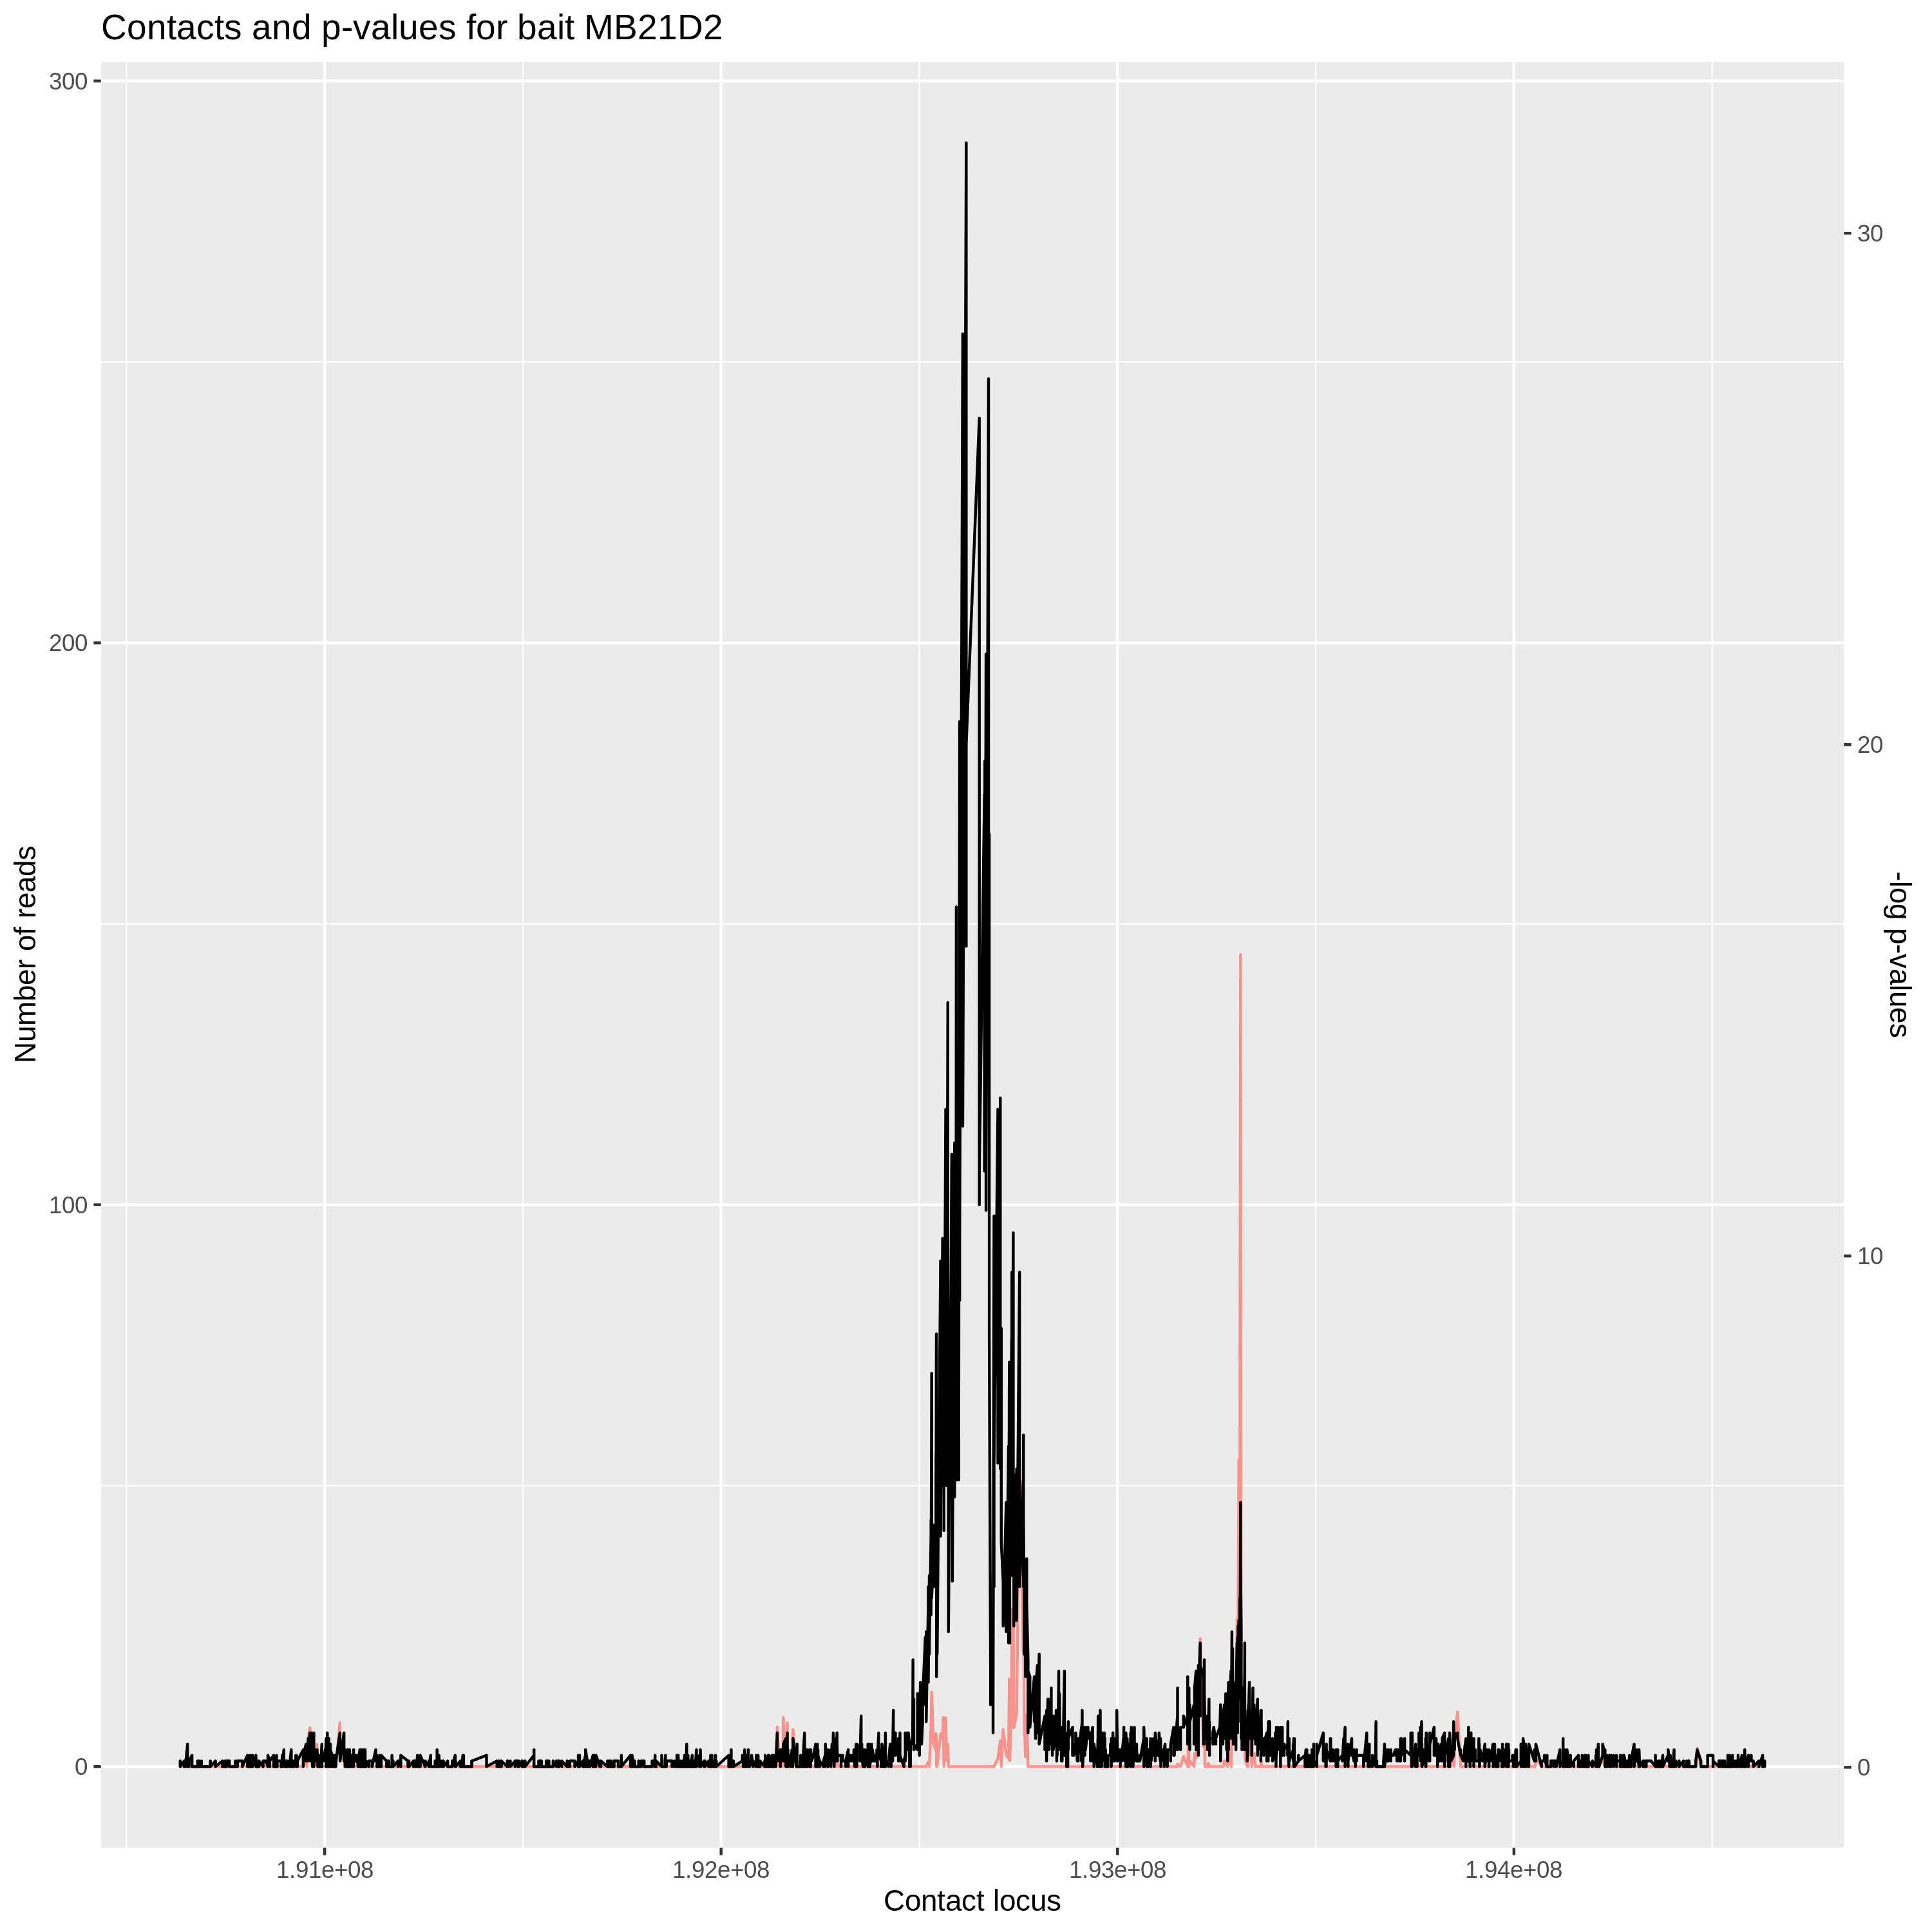 Contacts and p-values for bait MB21D2
300
200
100
0
Number of reads
30
20
10
0
-log p-values
1.91e+08
1.92e+08
1.93e+08
1.94e+08
Contact locus